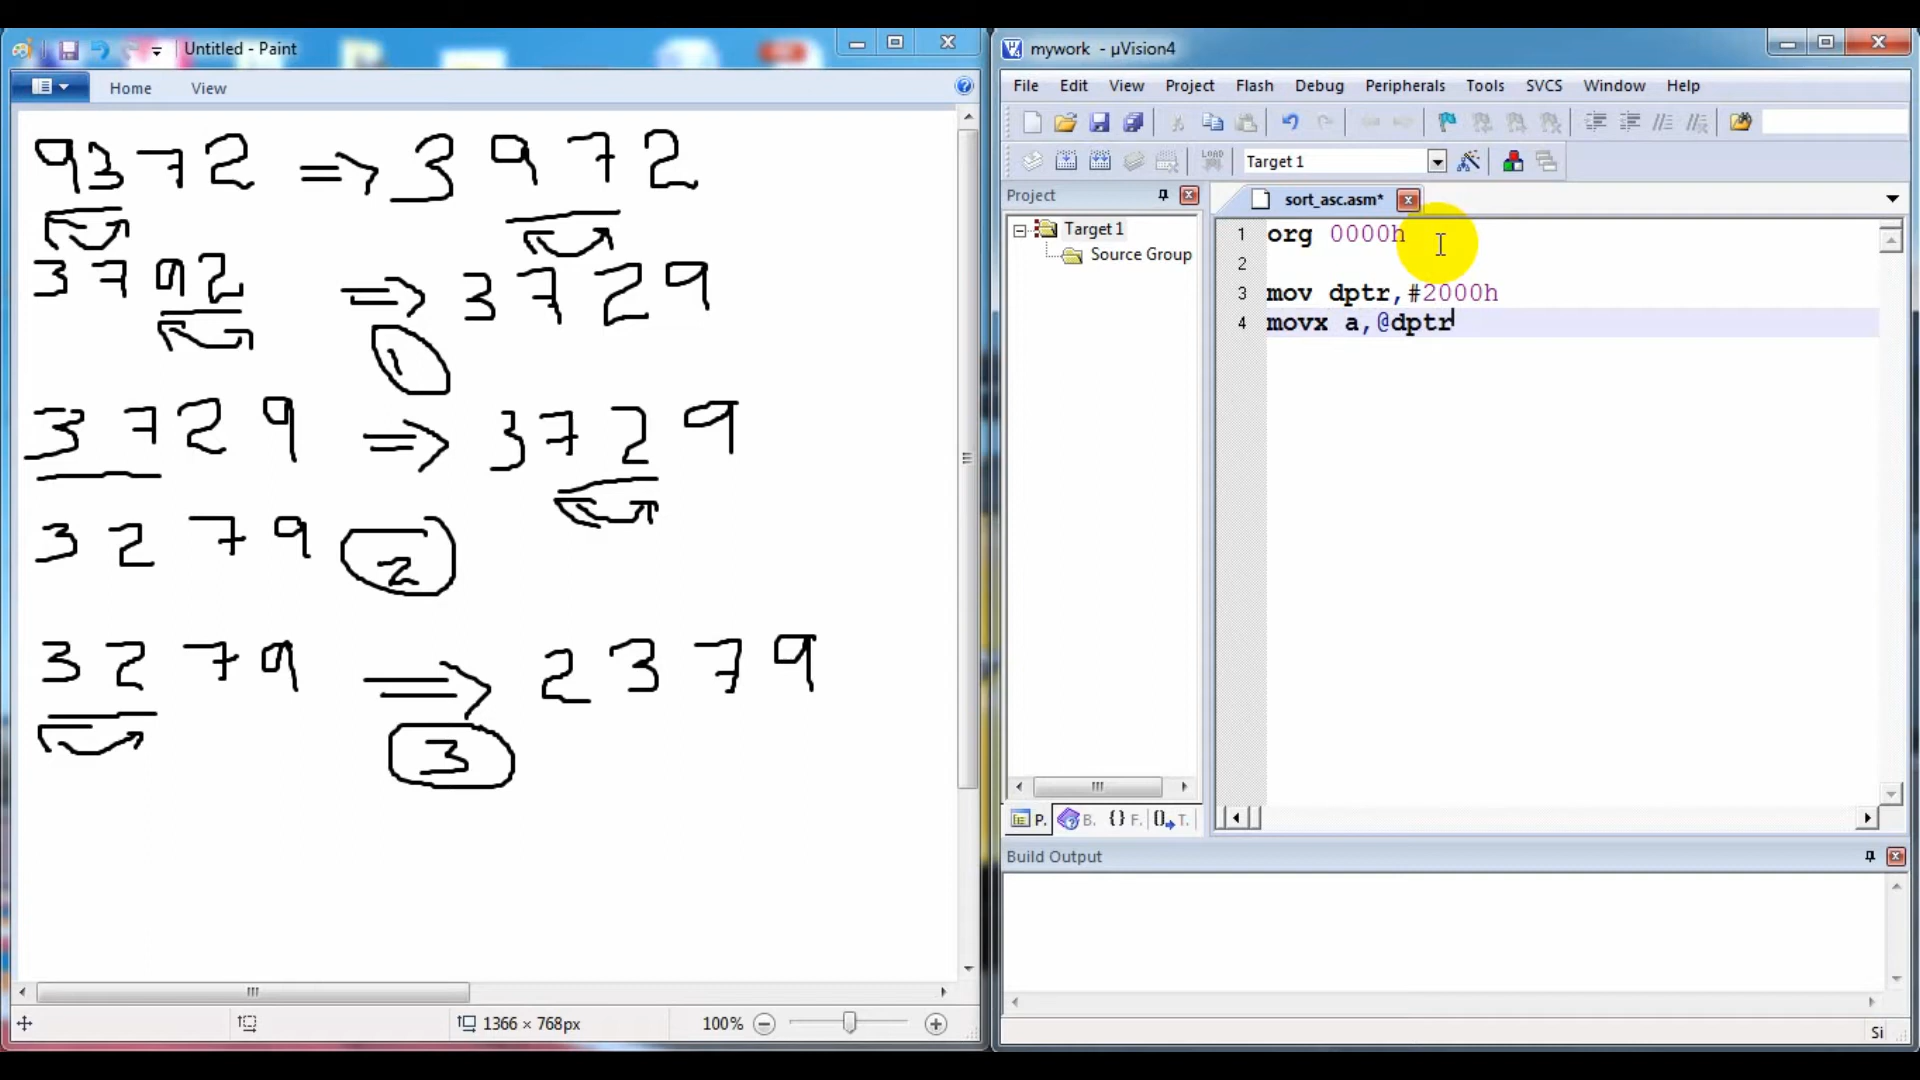 Untitled - Paint
Home View
9372 => 3972
3792 => 3729
1
3729 => 3729
3279 2
3279 => 2379
3
1366 × 768px 100%
mywork - µVision4
File Edit View Project Flash Debug Peripherals Tools SVCS Window Help
LOAD Target 1
Project
Target 1
Source Group
P. B. {} F. T.
sort_asc.asm*
1 org 0000h
2
3 mov dptr,#2000h
4 movx a,@dptr
Build Output
Si